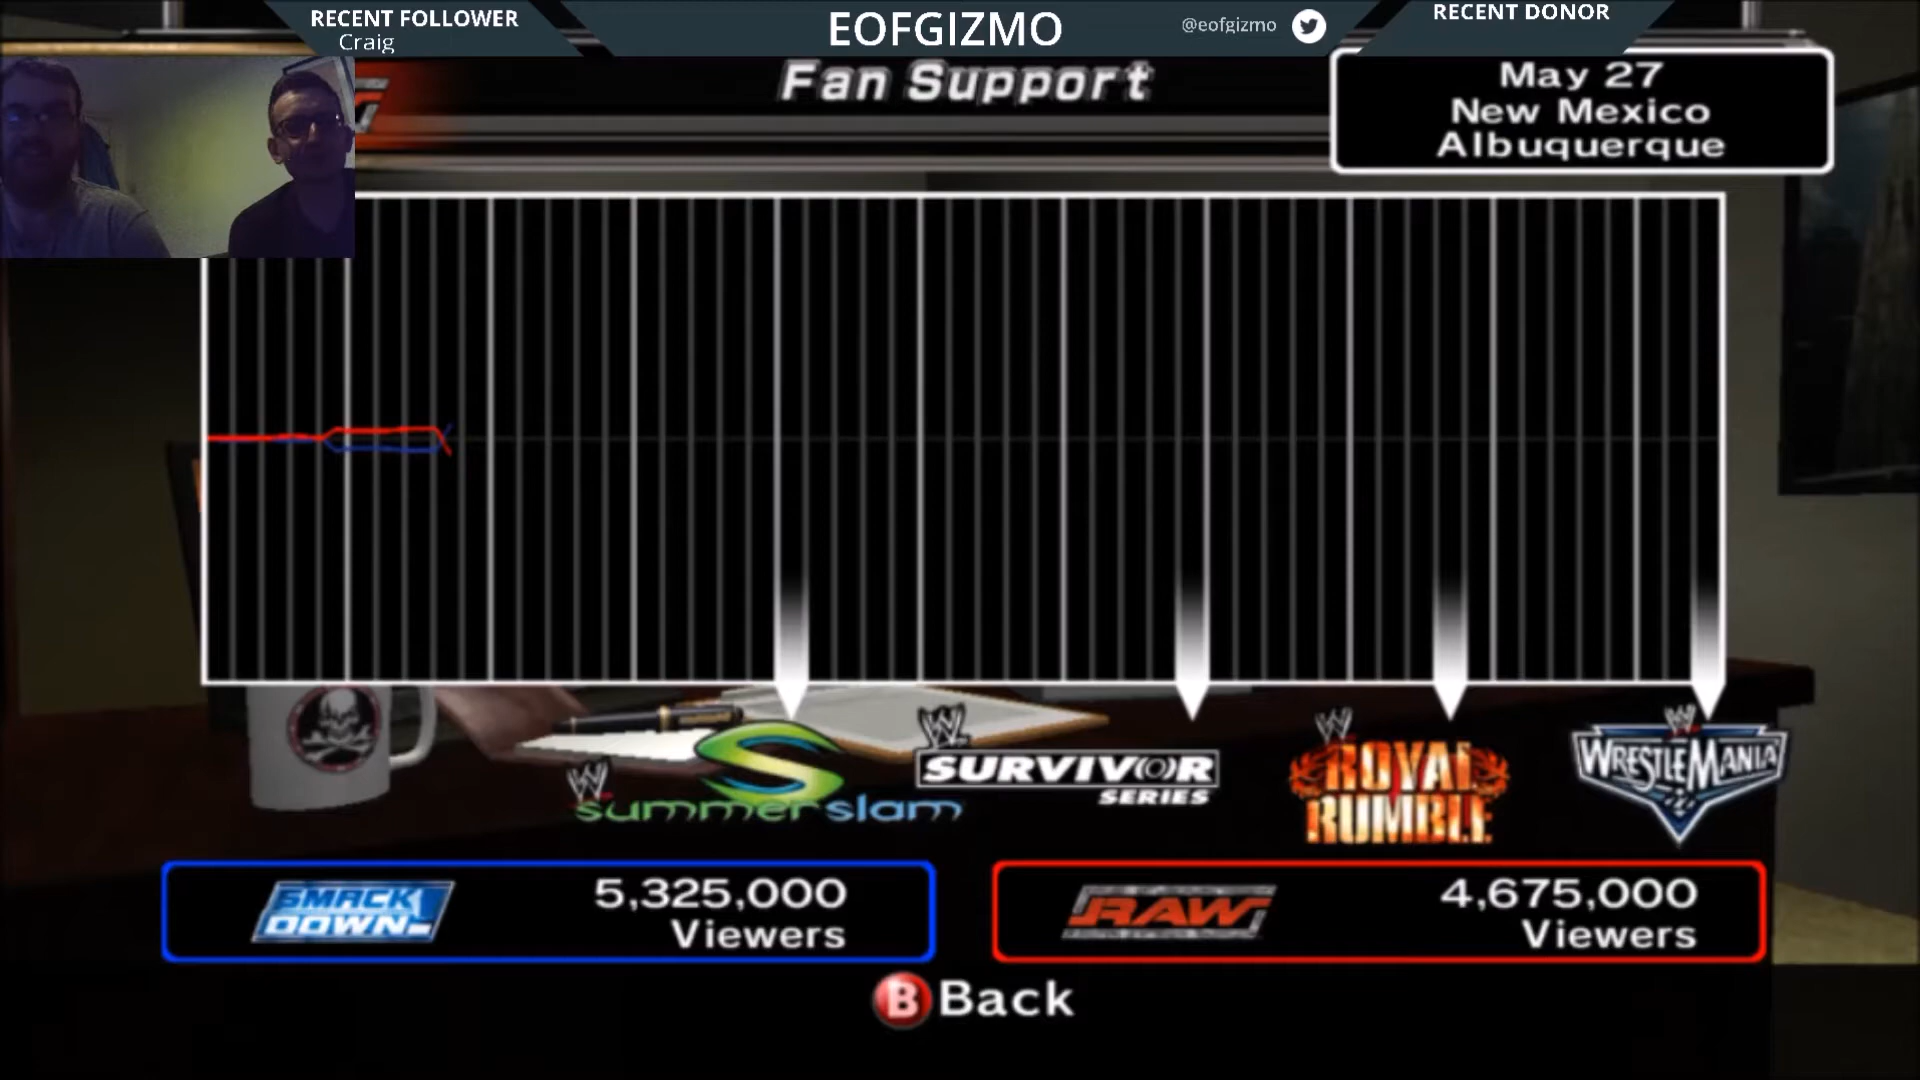 RECENT FOLLOWER
Craig
EOFGIZMO
@eofgizmo
RECENT DONOR
Fan Support
May 27
New Mexico
Albuquerque
W
summerslam
W
SURVIVOR
SERIES
W
ROYAL
RUMBLE
W
WRESTLEMANIA
22
SMACK
DOWN!
5,325,000
Viewers
RAW
4,675,000
Viewers
B Back